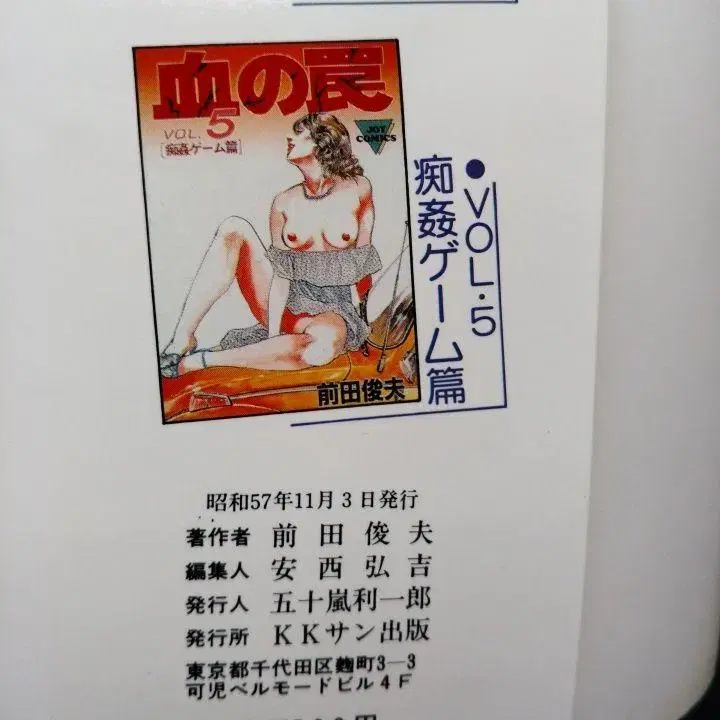 血の罠
VOL.5
[痴姦ゲーム篇]
JOY
COMICS
前田俊夫
●VOL.5
痴姦ゲーム篇
昭和57年11月3日発行
著作者 前田俊夫
編集人 安西弘吉
発行人 五十嵐利一郎
発行所 KKサン出版
東京都千代田区麹町3―3
可児ベルモードビル4F